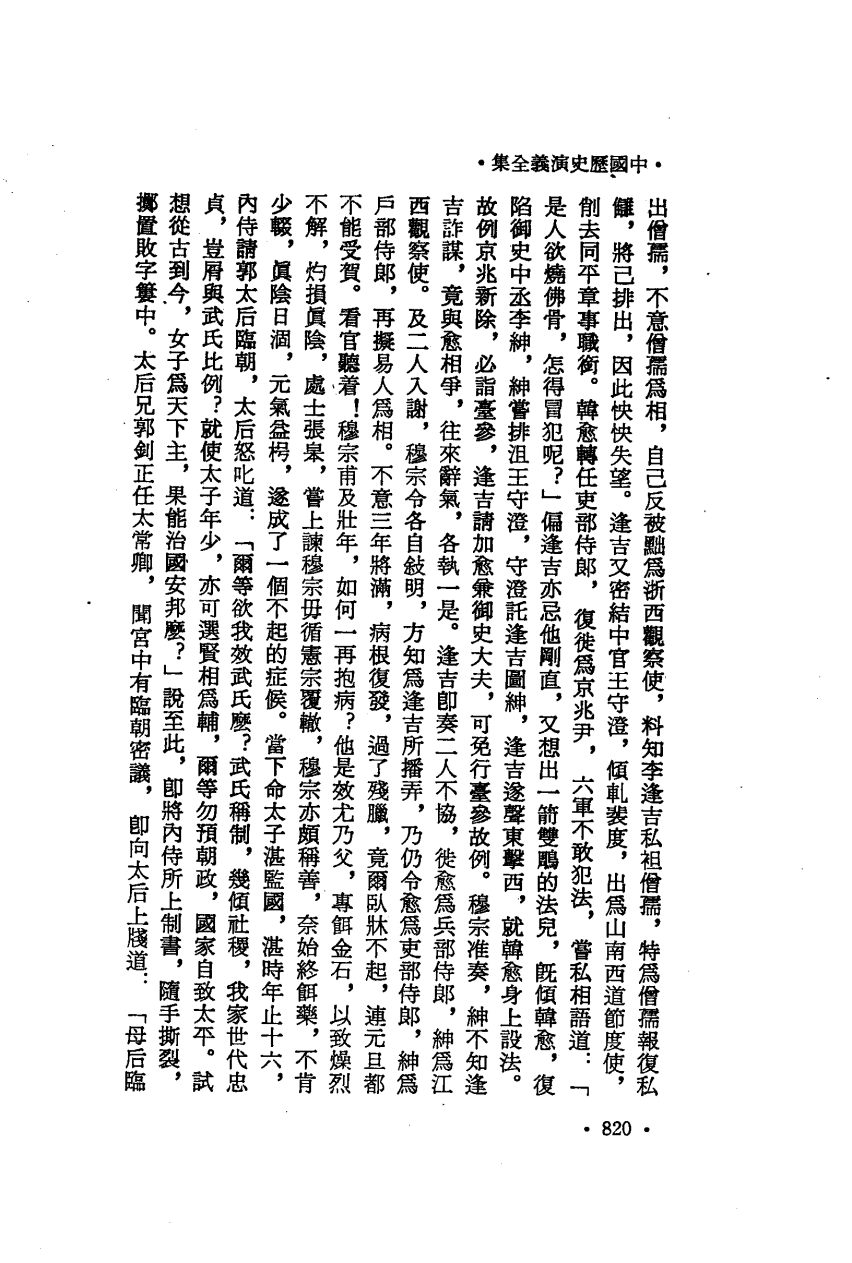 ・中國歷史演義全集・
出僧孺，不意僧孺爲相，自己反被黜爲浙西觀察使，料知李逢吉私袒僧孺，特爲僧孺報復私
讎，將己排出，因此怏怏失望。逢吉又密結中官王守澄，傾軋裴度，出爲山南西道節度使，
削去同平章事職銜。韓愈轉任吏部侍郎，復徙爲京兆尹，六軍不敢犯法，嘗私相語道：「
是人欲燒佛骨，怎得冒犯呢？」偏逢吉亦忌他剛直，又想出一箭雙鵰的法兒，旣傾韓愈，復
陷御史中丞李紳，紳嘗排沮王守澄，守澄託逢吉圖紳，逢吉遂聲東擊西，就韓愈身上設法。
故例京兆新除，必詣臺參，逢吉請加愈兼御史大夫，可免行臺參故例。穆宗准奏，紳不知逢
吉詐謀，竟與愈相爭，往來辭氣，各執一是。逢吉卽奏二人不協，徙愈爲兵部侍郎，紳爲江
西觀察使。及二人入謝，穆宗令各自敍明，方知爲逢吉所播弄，乃仍令愈爲吏部侍郎，紳爲
戶部侍郎，再擬易人爲相。不意三年將滿，病根復發，過了殘臘，竟爾臥牀不起，連元旦都
不能受賀。看官聽着！穆宗甫及壯年，如何一再抱病？他是效尤乃父，專餌金石，以致燥烈
不解，灼損眞陰，處士張皋，嘗上諫穆宗毋循憲宗覆轍，穆宗亦頗稱善，奈始終餌藥，不肯
少輟，眞陰日涸，元氣益枵，遂成了一個不起的症候。當下命太子湛監國，湛時年止十六，
內侍請郭太后臨朝，太后怒叱道：「爾等欲我效武氏麼？武氏稱制，幾傾社稷，我家世代忠
貞，豈屑與武氏比例？就使太子年少，亦可選賢相爲輔，爾等勿預朝政，國家自致太平。試
想從古到今，女子爲天下主，果能治國安邦麼？」說至此，卽將內侍所上制書，隨手撕裂，
擲置敗字簍中。太后兄郭釗正任太常卿，聞宮中有臨朝密議，卽向太后上牋道：「母后臨
・820・